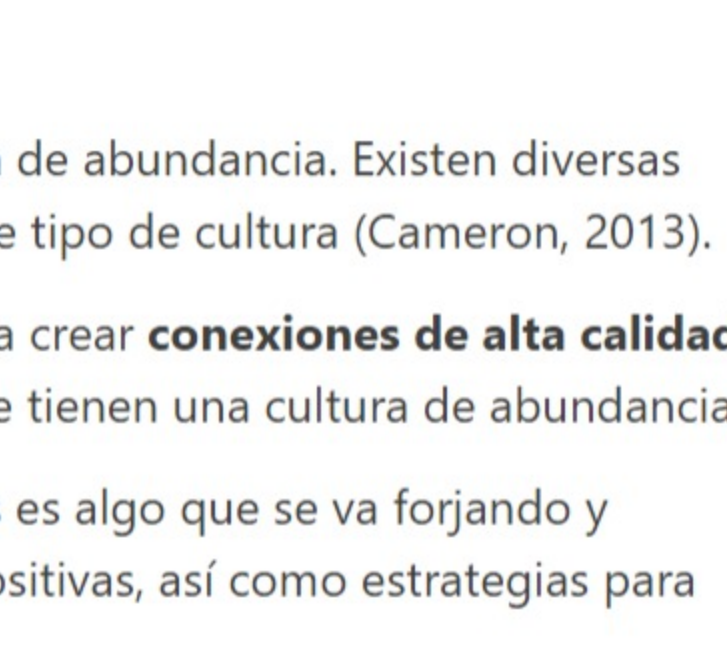 de abundancia. Existen diversas
e tipo de cultura (Cameron, 2013).
a crear conexiones de alta calidad
e tienen una cultura de abundancia
es algo que se va forjando y
ositivas, así como estrategias para